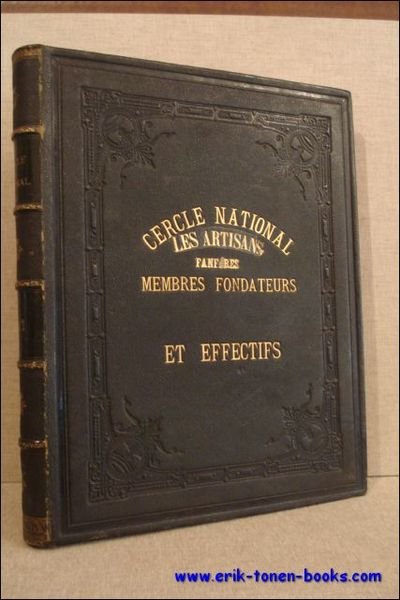 CERCLE NATIONAL
LES ARTISANS
FANFARES
MEMBRES FONDATEURS
ET EFFECTIFS
www.erik-tonen-books.com